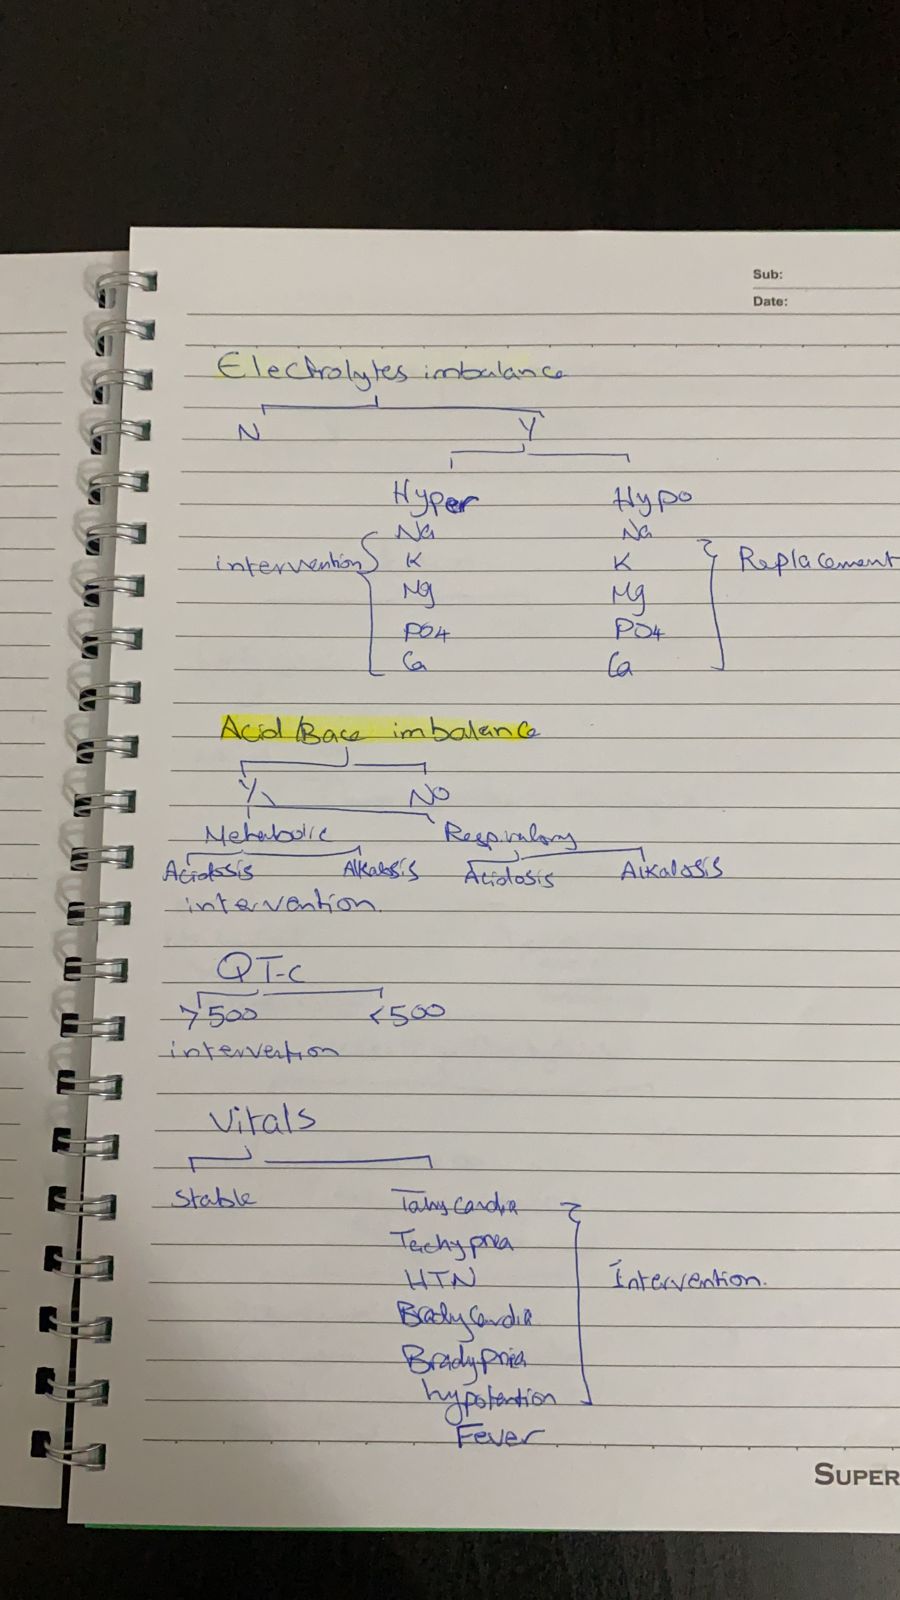 Sub:
Date:
Electrolytes imbalance
N Y
Hyper Hypo
Na Na
intervention K K Replacement
Mg Mg
PO4 PO4
Ca Ca
Acid/Base imbalance
Y No
Metabolic Respiratory
Acidosis Alkalosis Acidosis Alkalosis
intervention
QT-c
>500 <500
intervention
Vitals
Stable Tahycardia
Tachypnea
HTN Intervention.
Bradycardia
Bradypnea
hypotention
Fever
SUPER